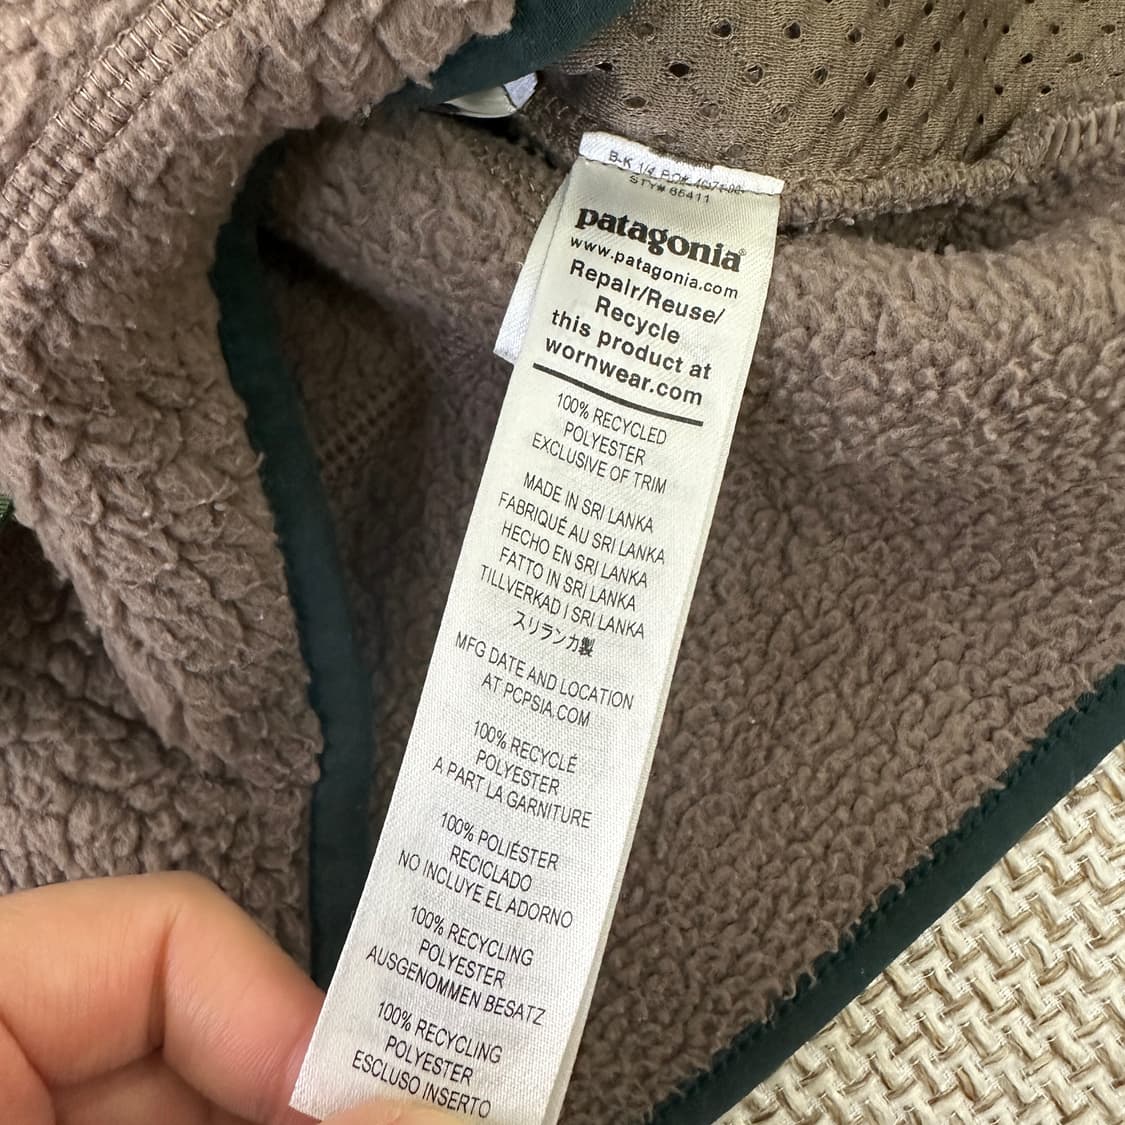 B-K 1/4
STY# 65411
patagonia®
www.patagonia.com
Repair/Reuse/
Recycle
this product at
wornwear.com
100% RECYCLED
POLYESTER
EXCLUSIVE OF TRIM
MADE IN SRI LANKA
FABRIQUÉ AU SRI LANKA
HECHO EN SRI LANKA
FATTO IN SRI LANKA
TILLVERKAD I SRI LANKA
スリランカ製
MFG DATE AND LOCATION
AT PCPSIA.COM
100% RECYCLÉ
POLYESTER
A PART LA GARNITURE
100% POLIÉSTER
RECICLADO
NO INCLUYE EL ADORNO
100% RECYCLING
POLYESTER
AUSGENOMMEN BESATZ
100% RECYCLING
POLYESTER
ESCLUSO INSERTO